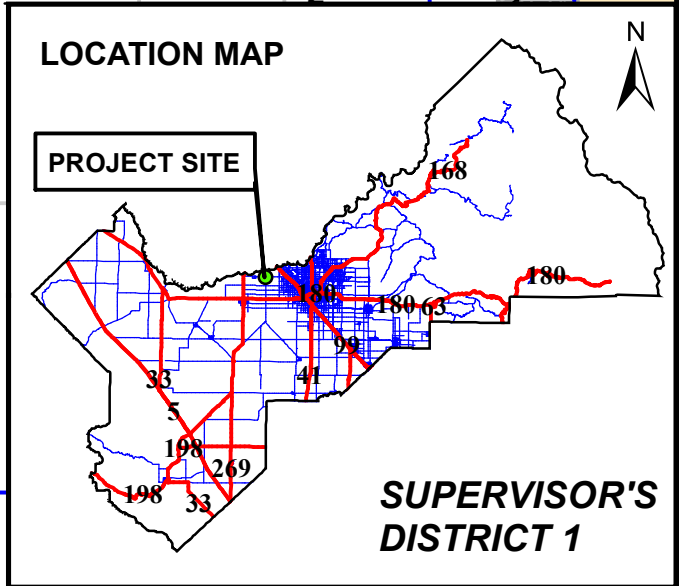 LOCATION MAP
N
PROJECT SITE
168
180
180
180
63
99
33
41
5
198
269
198
33
SUPERVISOR'S
DISTRICT 1